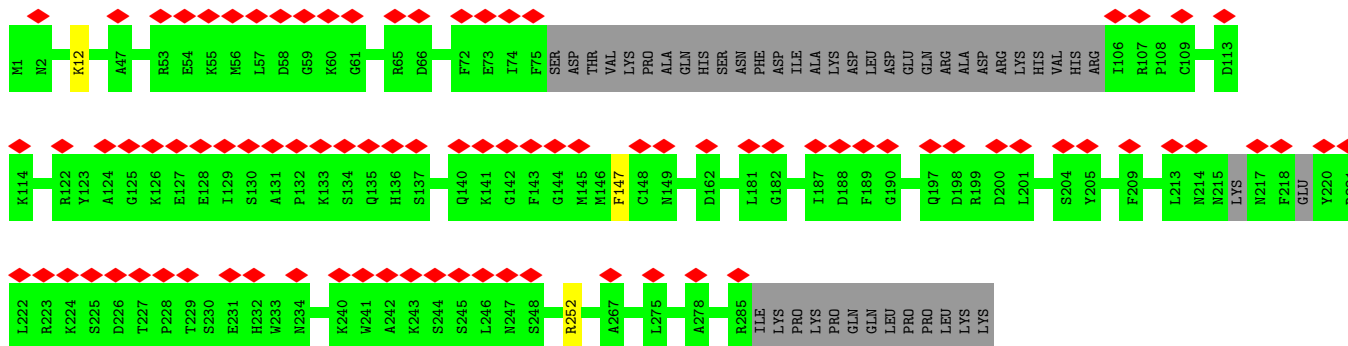 M1 N2 K12 A47 R53 E54 K55 M56 L57 D58 G59 K60 G61 R65 D66 F72 E73 I74 F75 SER ASP THR VAL LYS PRO ALA GLN HIS SER ASN PHE ASP ILE ALA LYS ASP LEU ASP GLU GLN ARG ALA ASP ARG LYS HIS VAL HIS ARG I106 R107 P108 C109 D113
K114 R122 Y123 A124 G125 K126 E127 E128 I129 S130 A131 P132 K133 S134 Q135 H136 S137 Q140 K141 G142 F143 G144 M145 M146 F147 C148 N149 D162 L181 G182 I187 D188 F189 G190 Q197 D198 R199 D200 L201 S204 Y205 F209 L213 N214 N215 LYS N217 F218 GLU Y220
L222 R223 K224 S225 D226 T227 P228 T229 S230 E231 H232 W233 N234 K240 W241 A242 K243 S244 S245 L246 N247 S248 R252 A267 L275 A278 R285 ILE LYS PRO LYS PRO GLN GLN LEU PRO PRO LEU LYS LYS